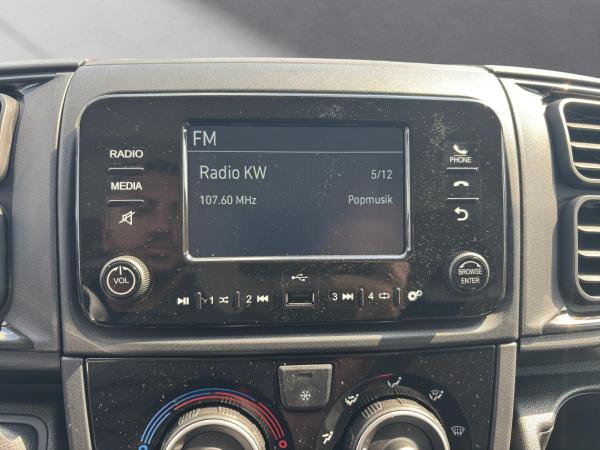 FM
RADIO
Radio KW 5/12
PHONE
MEDIA
107.60 MHz Popmusik
VOL
BROWSE
ENTER
1 2 3 4